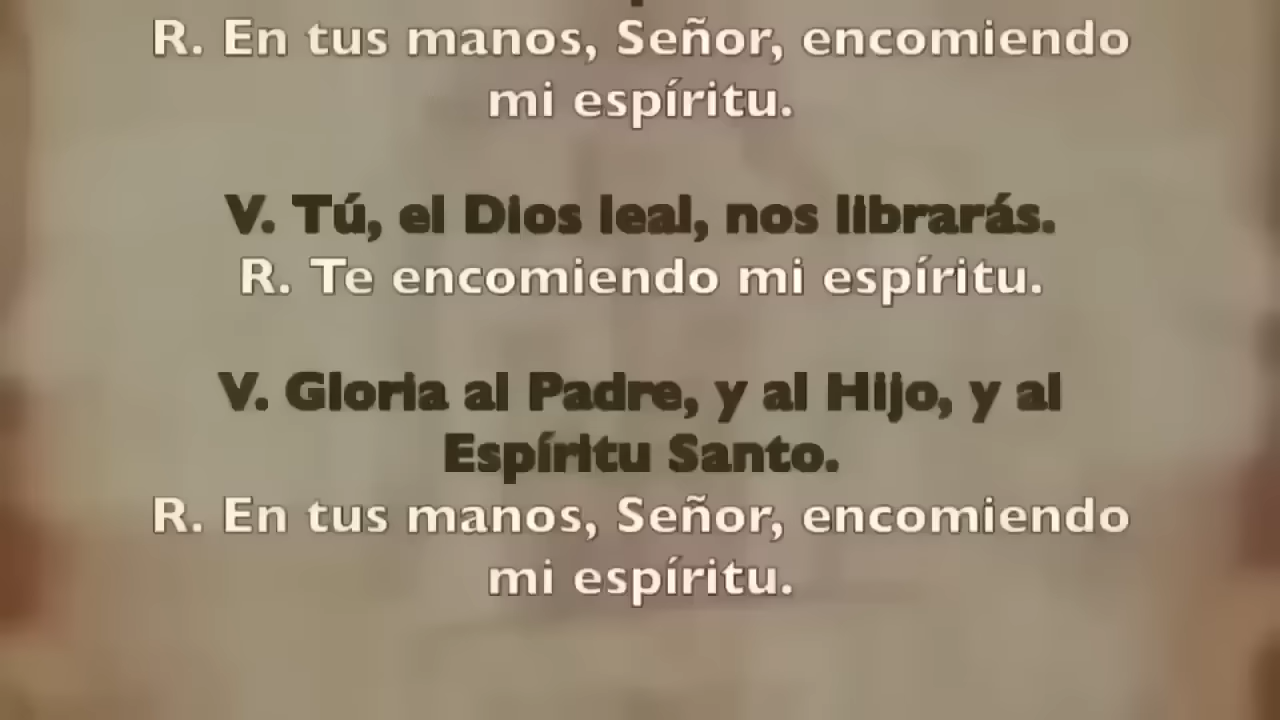 R. En tus manos, Señor, encomiendo
mi espíritu.
V. Tú, el Dios leal, nos librarás.
R. Te encomiendo mi espíritu.
V. Gloria al Padre, y al Hijo, y al
Espíritu Santo.
R. En tus manos, Señor, encomiendo
mi espíritu.